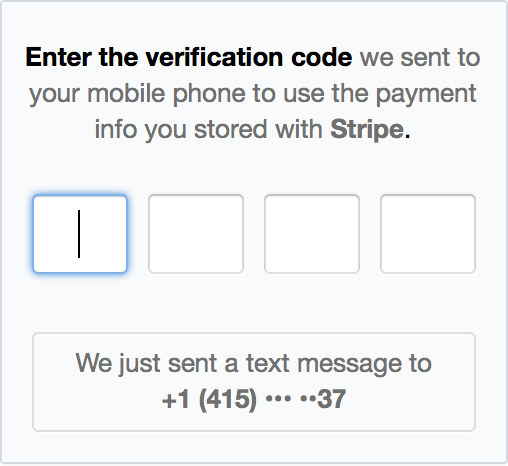 Enter the verification code we sent to
your mobile phone to use the payment
info you stored with Stripe.
We just sent a text message to
+1 (415) ••• ••37